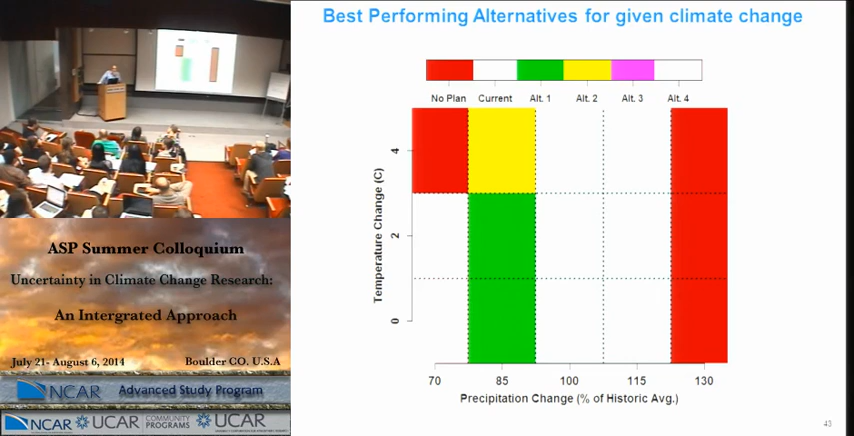 Best Performing Alternatives for given climate change
No Plan Current Alt. 1 Alt. 2 Alt. 3 Alt. 4
Temperature Change (C)
4
2
0
70 85 100 115 130
Precipitation Change (% of Historic Avg.)
43
ASP Summer Colloquium
Uncertainty in Climate Change Research:
An Intergrated Approach
July 21- August 6, 2014 Boulder CO. U.S.A
NCAR Advanced Study Program
NCAR UCAR COMMUNITY PROGRAMS UCAR